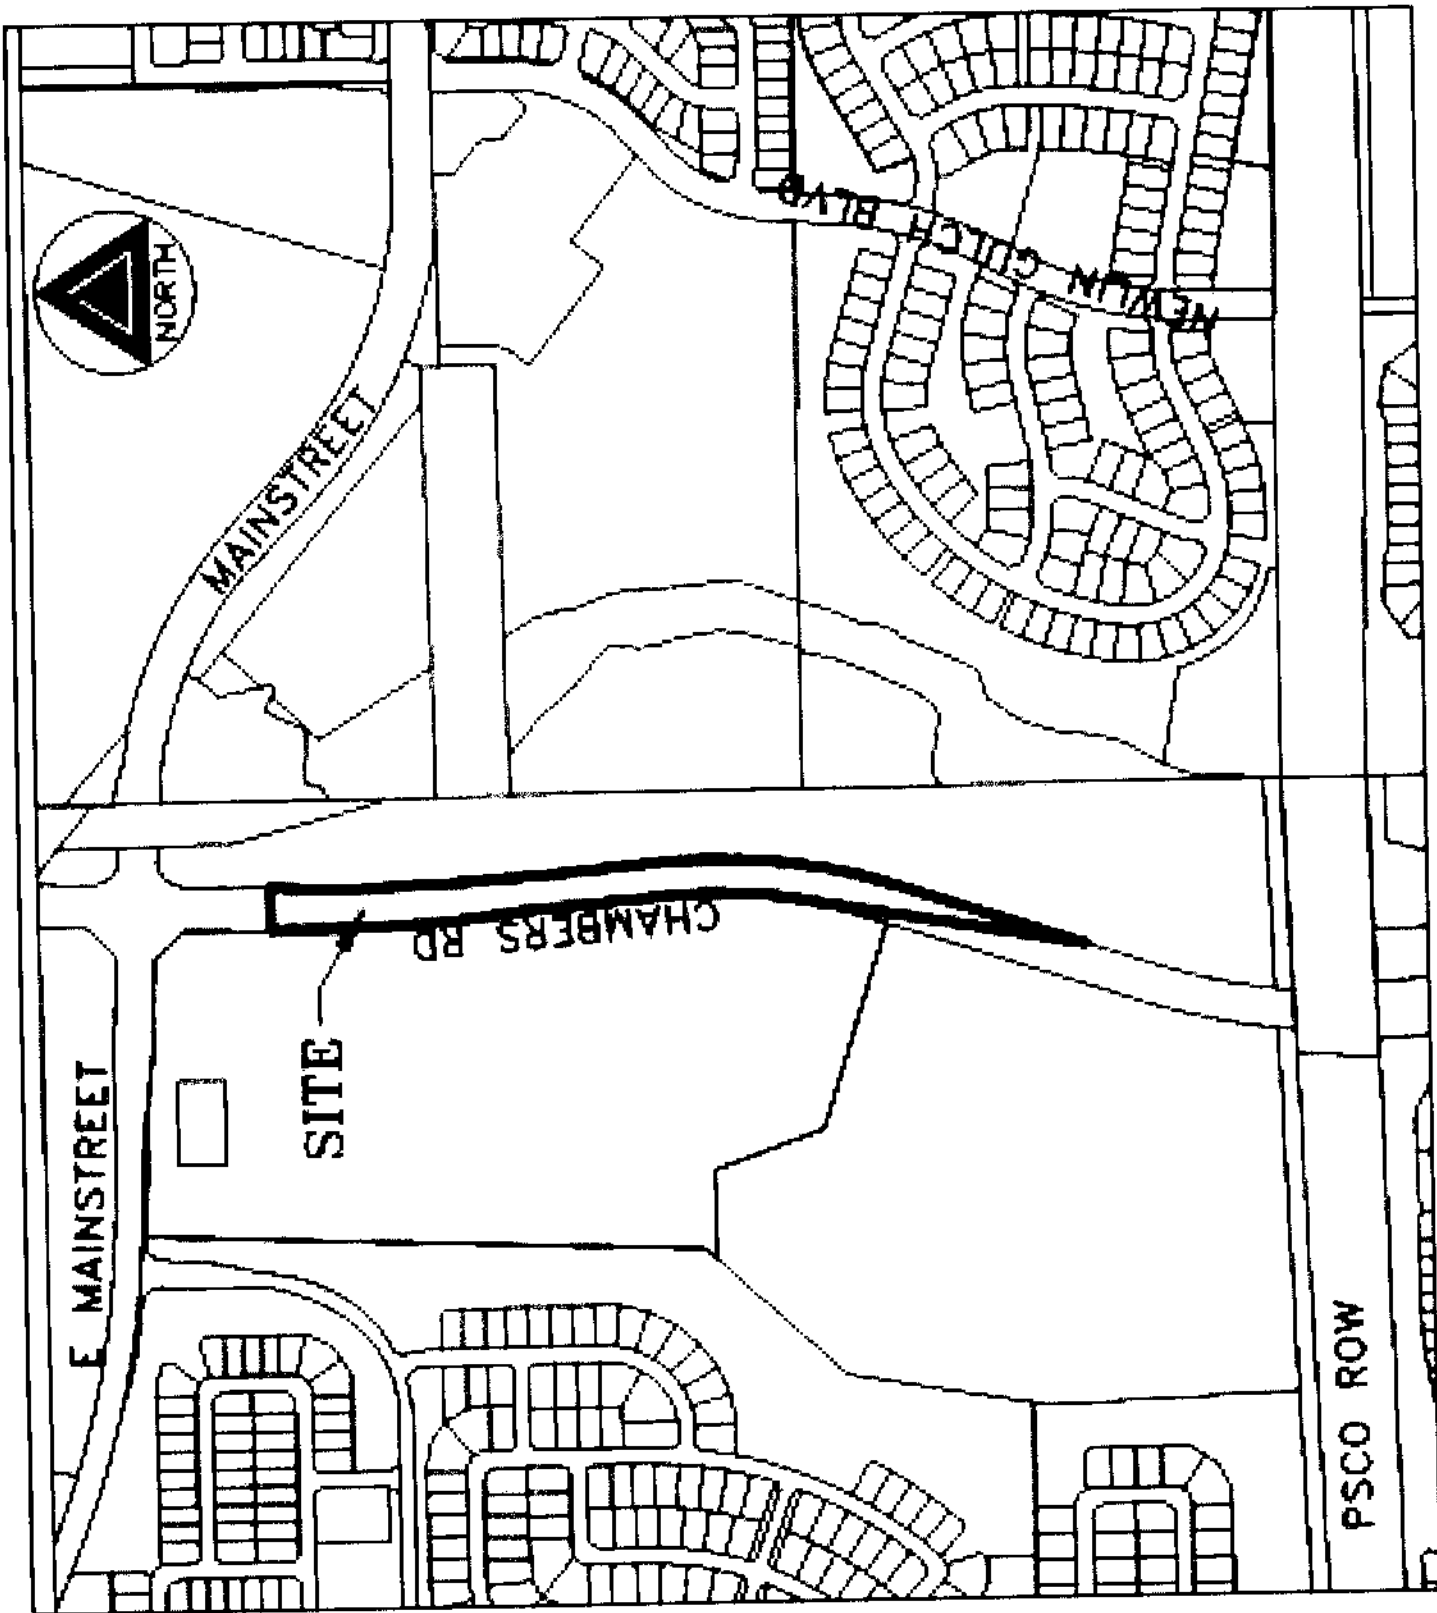 NORTH
MAINSTREET
NEWLIN GULCH BLVD
CHAMBERS RD
SITE
E MAINSTREET
PSCO ROW